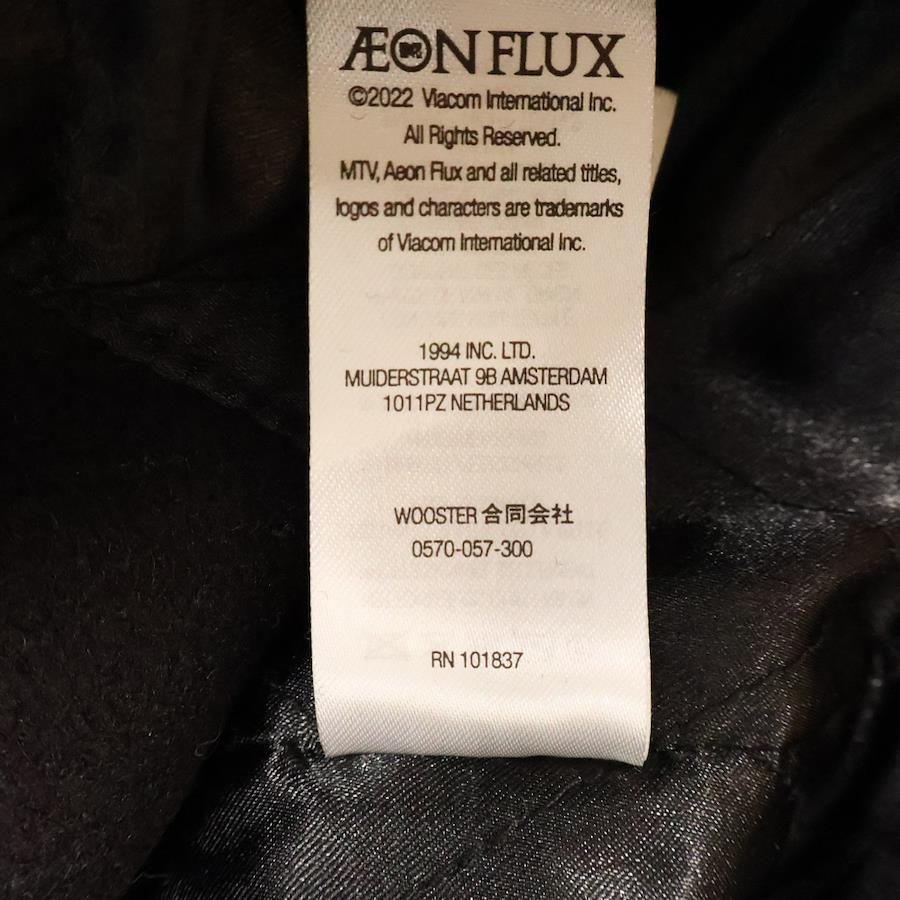 ÆON FLUX
©2022 Viacom International Inc.
All Rights Reserved.
MTV, Aeon Flux and all related titles,
logos and characters are trademarks
of Viacom International Inc.
1994 INC. LTD.
MUIDERSTRAAT 9B AMSTERDAM
1011PZ NETHERLANDS
WOOSTER 合同会社
0570-057-300
RN 101837